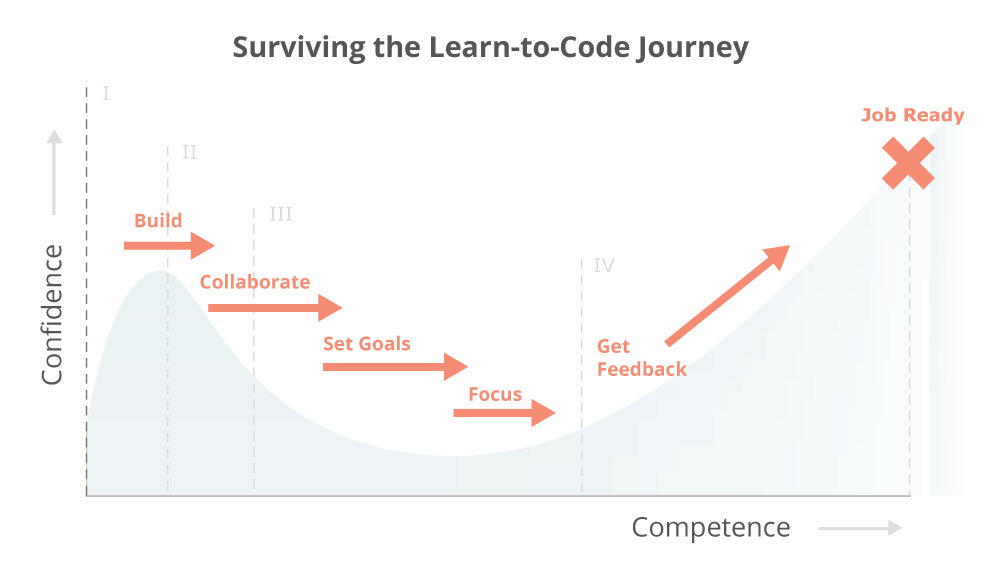 Surviving the Learn-to-Code Journey
I
II
III
IV
Job Ready
Build
Collaborate
Set Goals
Focus
Get
Feedback
Confidence
Competence